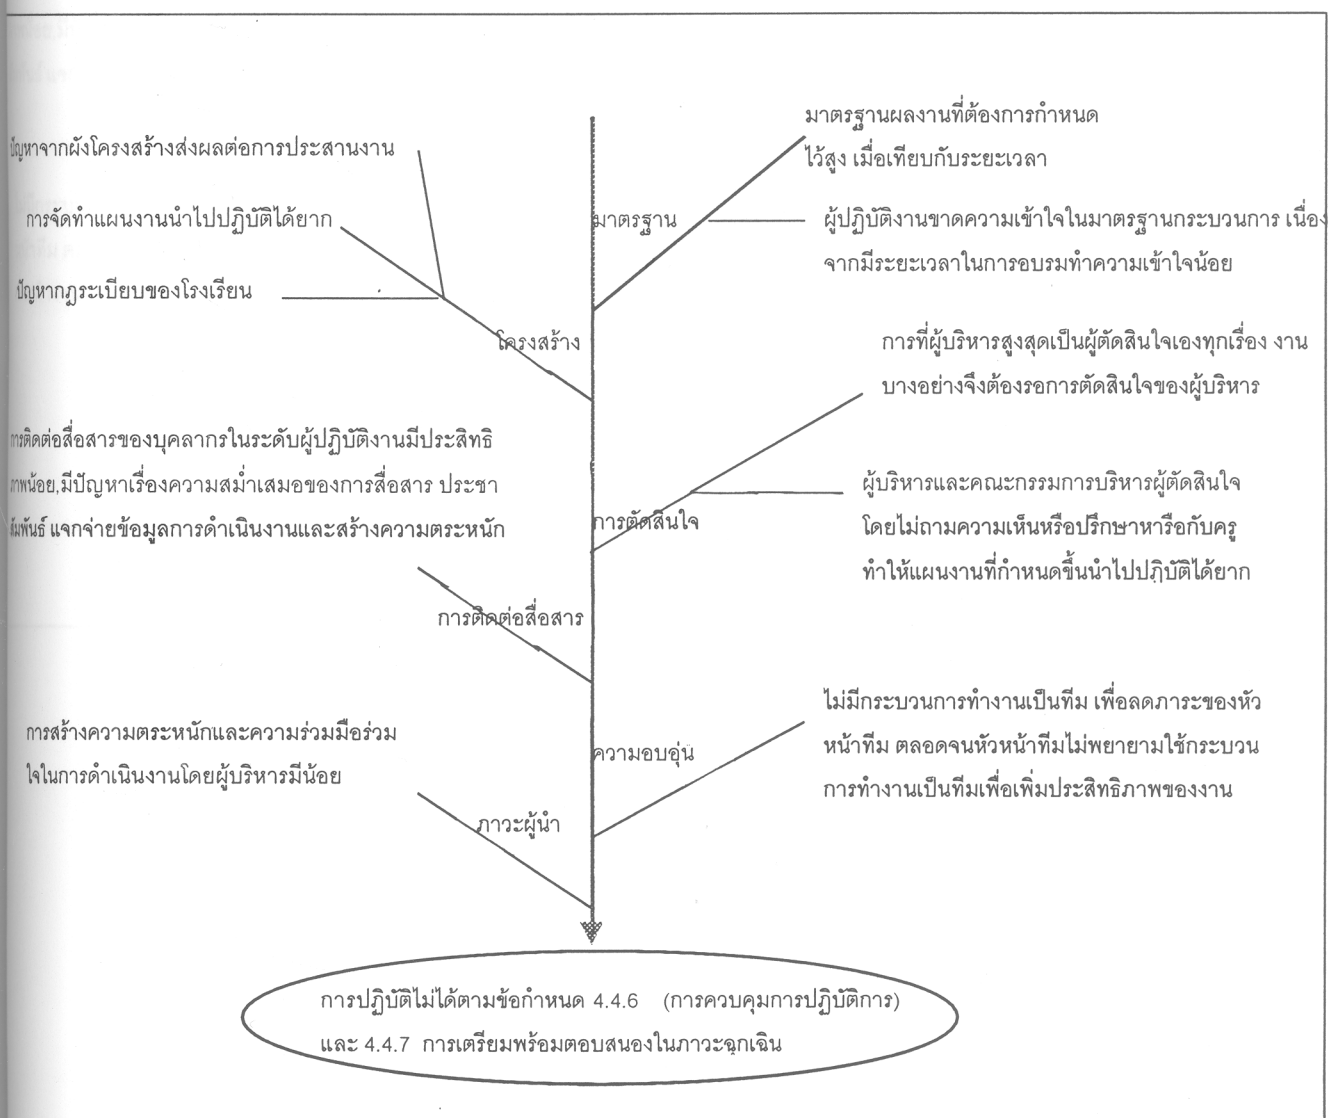 มาตรฐานผลงานที่ต้องการกำหนด
ไว้สูง เมื่อเทียบกับระยะเวลา
ปัญหาจากผังโครงสร้างส่งผลต่อการประสานงาน
การจัดทำแผนงานนำไปปฏิบัติได้ยาก
มาตรฐาน
ผู้ปฏิบัติงานขาดความเข้าใจในมาตรฐานกระบวนการ เนื่อง
จากมีระยะเวลาในการอบรมทำความเข้าใจน้อย
ปัญหากฎระเบียบของโรงเรียน
โครงสร้าง
การที่ผู้บริหารสูงสุดเป็นผู้ตัดสินใจเองทุกเรื่อง งาน
บางอย่างจึงต้องรอการตัดสินใจของผู้บริหาร
การติดต่อสื่อสารของบุคลากรในระดับผู้ปฏิบัติงานมีประสิทธิ
ภาพน้อย,มีปัญหาเรื่องความสม่ำเสมอของการสื่อสาร ประชา
สัมพันธ์ แจกจ่ายข้อมูลการดำเนินงานและสร้างความตระหนัก
การตัดสินใจ
ผู้บริหารและคณะกรรมการบริหารผู้ตัดสินใจ
โดยไม่ถามความเห็นหรือปรึกษาหารือกับครู
ทำให้แผนงานที่กำหนดขึ้นนำไปปฏิบัติได้ยาก
การติดต่อสื่อสาร
การสร้างความตระหนักและความร่วมมือร่วม
ใจในการดำเนินงานโดยผู้บริหารมีน้อย
ความอบอุ่น
ไม่มีกระบวนการทำงานเป็นทีม เพื่อลดภาระของหัว
หน้าทีม ตลอดจนหัวหน้าทีมไม่พยายามใช้กระบวน
การทำงานเป็นทีมเพื่อเพิ่มประสิทธิภาพของงาน
ภาวะผู้นำ
การปฏิบัติไม่ได้ตามข้อกำหนด 4.4.6 (การควบคุมการปฏิบัติการ)
และ 4.4.7 การเตรียมพร้อมตอบสนองในภาวะฉุกเฉิน